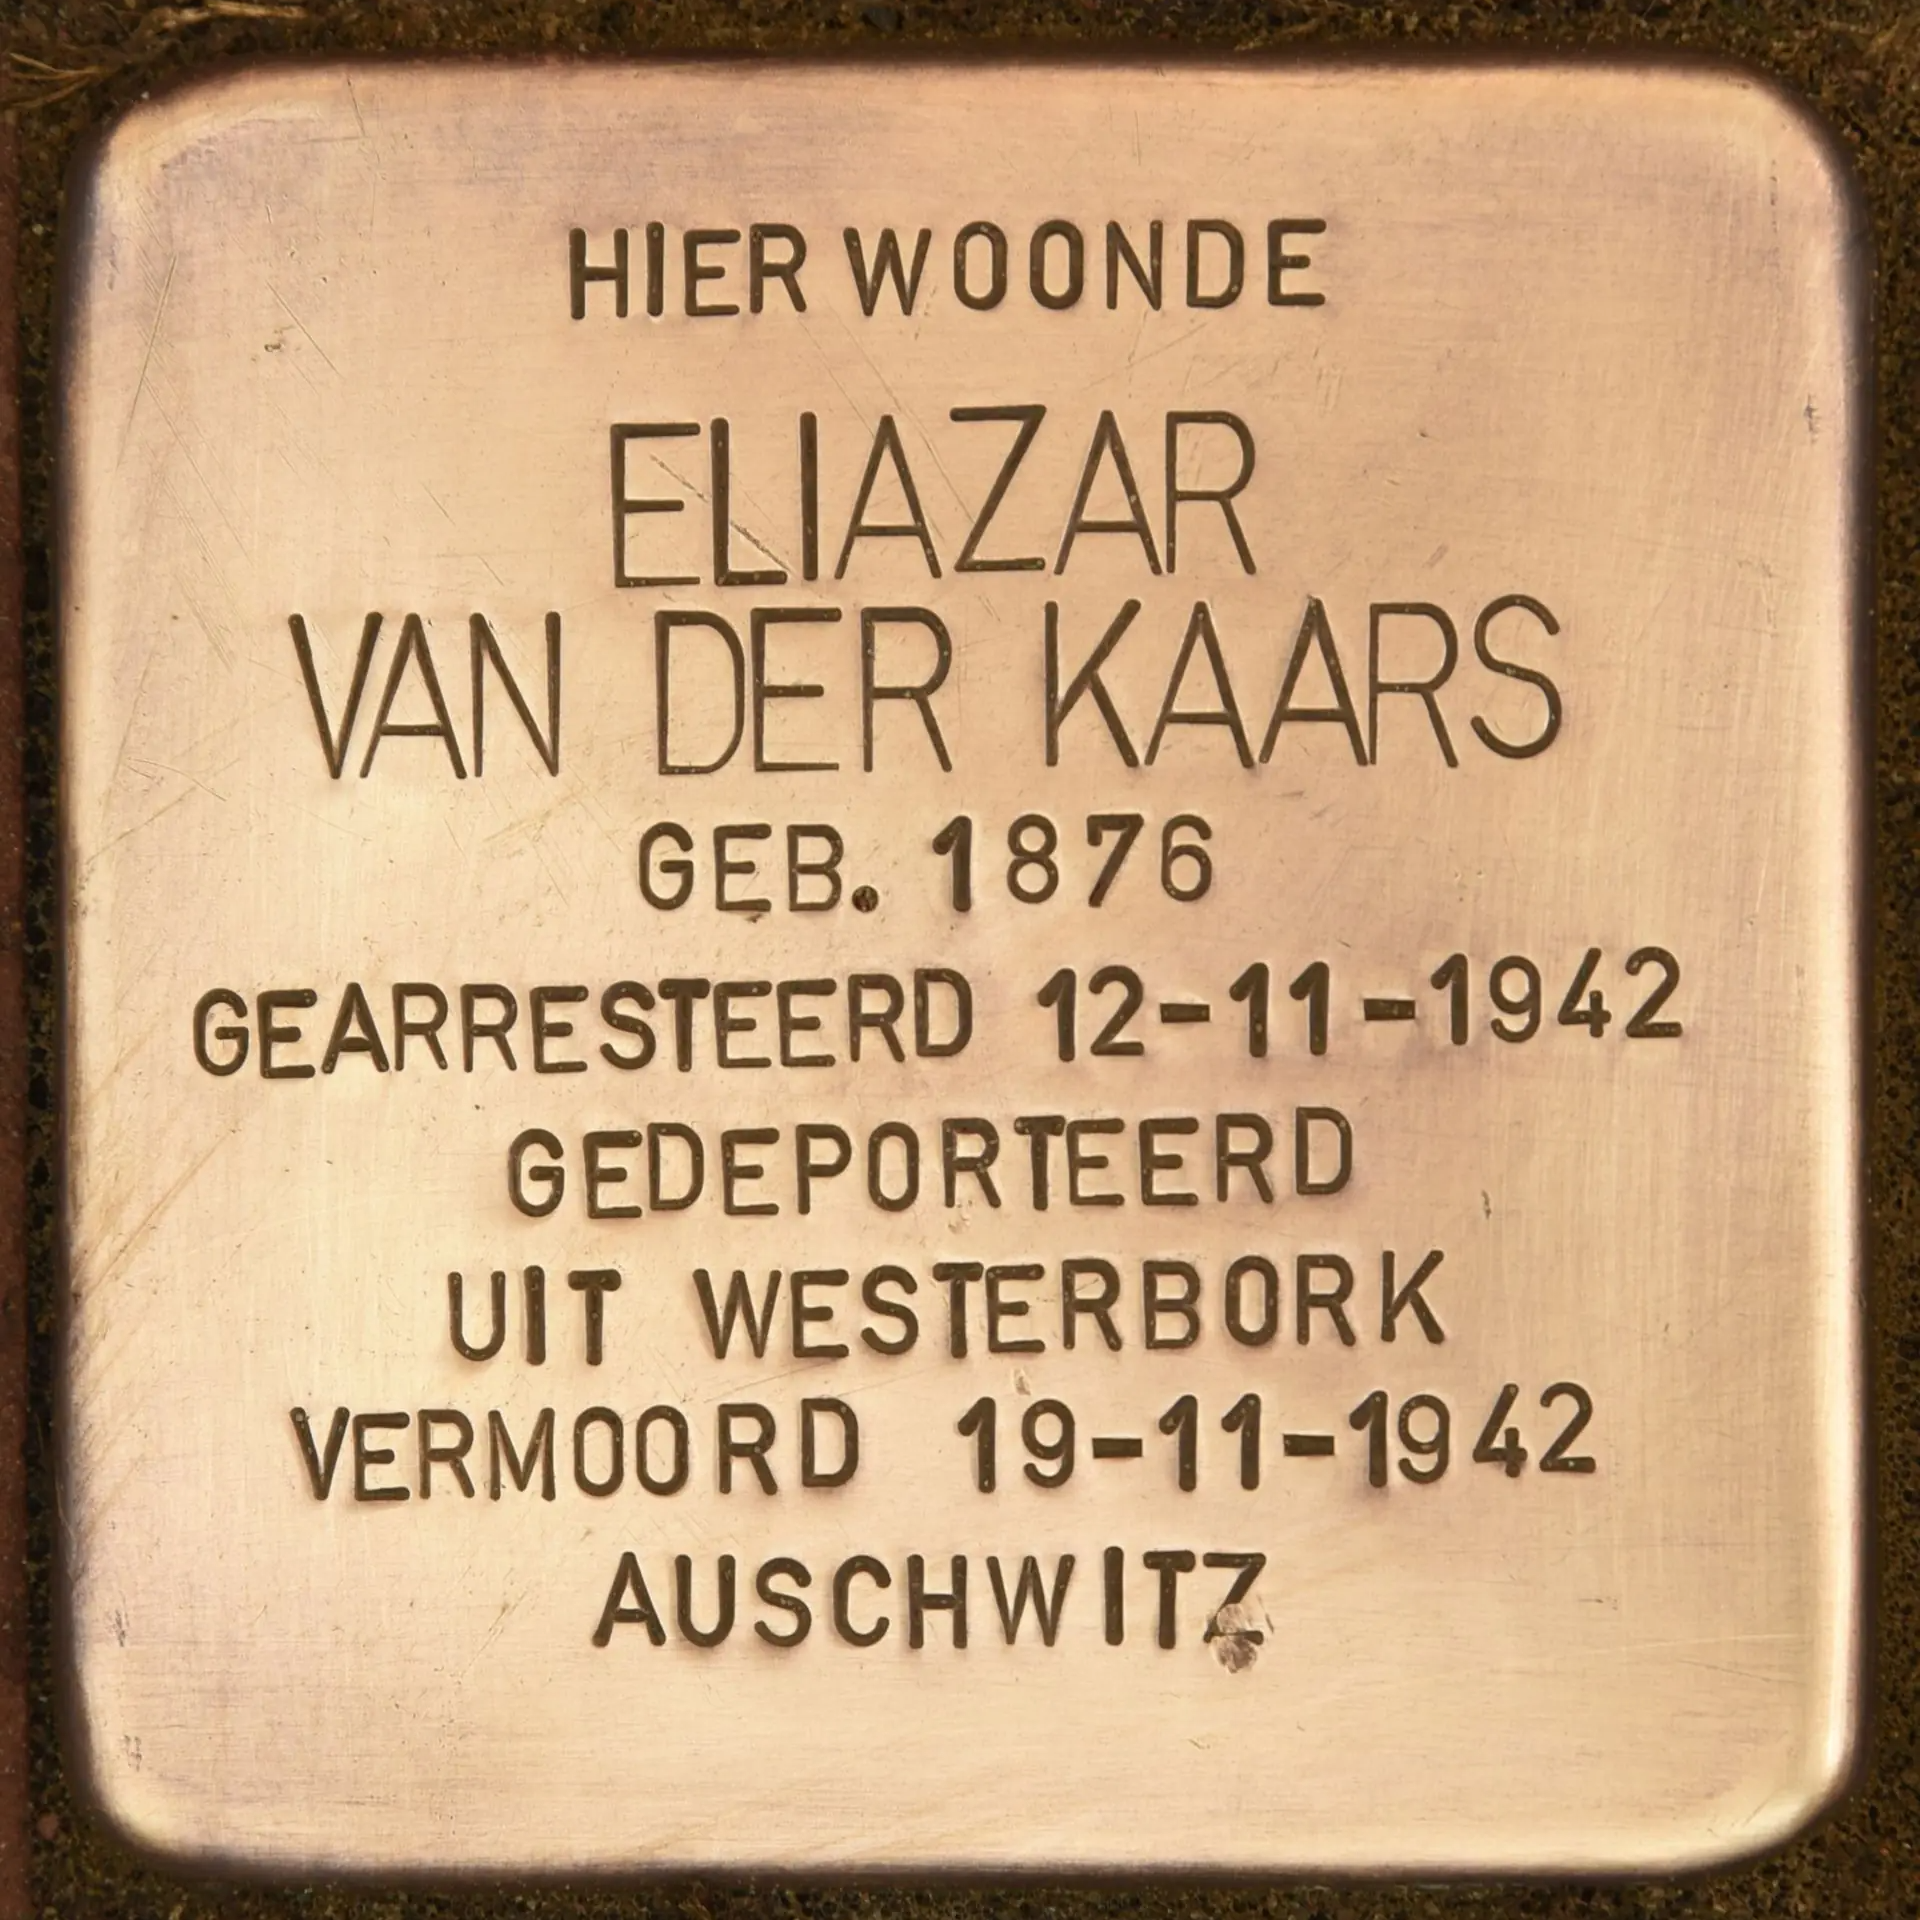 HIER WOONDE
ELIAZAR
VAN DER KAARS
GEB. 1876
GEARRESTEERD 12-11-1942
GEDEPORTEERD
UIT WESTERBORK
VERMOORD 19-11-1942
AUSCHWITZ